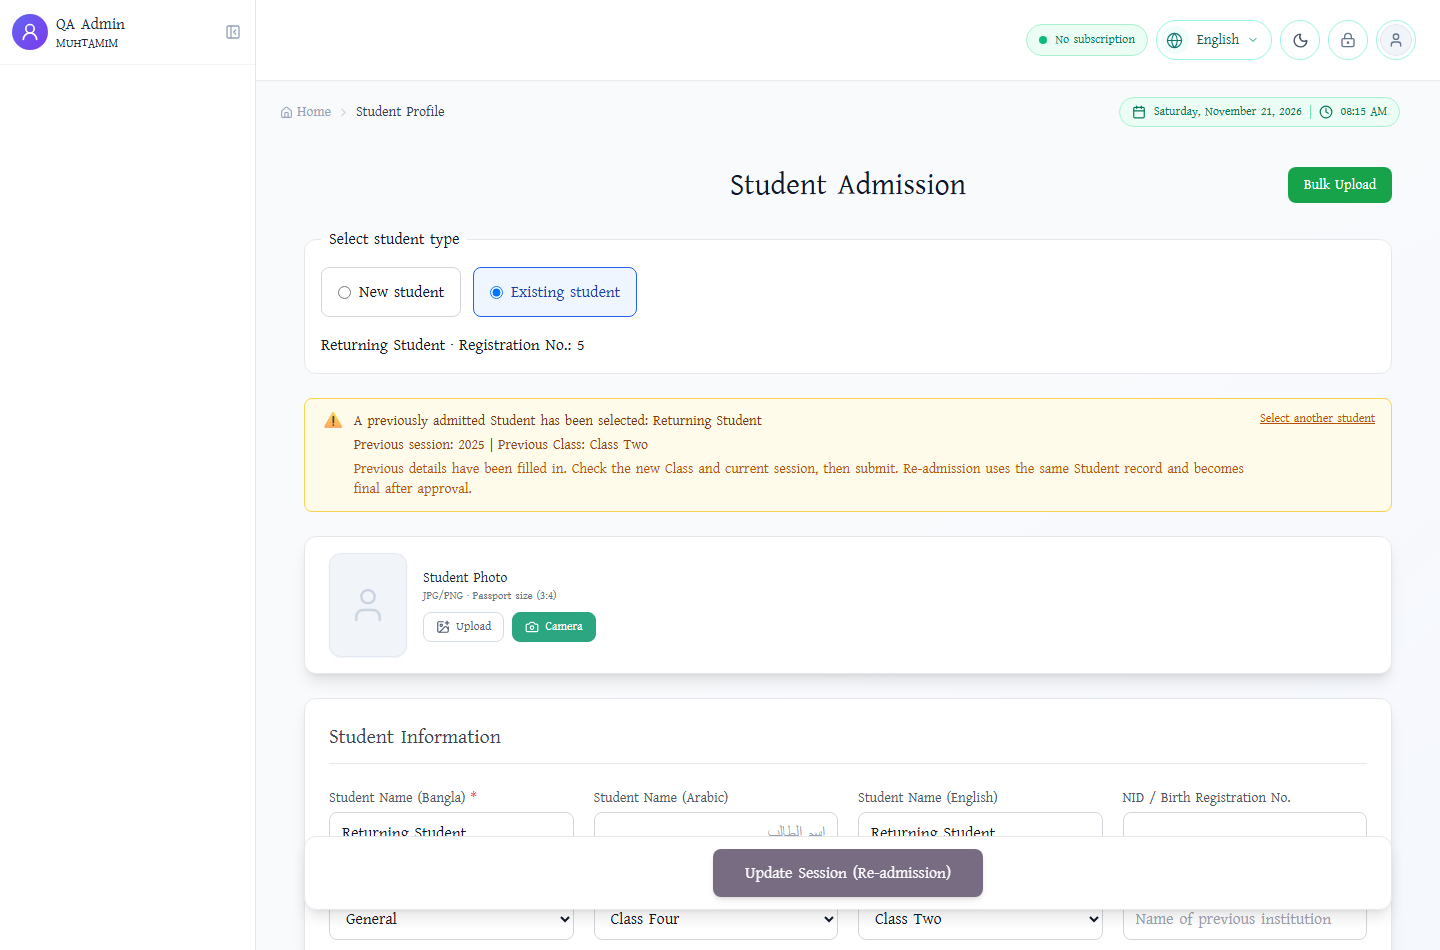 QA Admin
MUHTAMIM
No subscription
English
Home
Student Profile
Saturday, November 21, 2026
08:15 AM
Student Admission
Bulk Upload
Select student type
New student
Existing student
Returning Student · Registration No.: 5
A previously admitted Student has been selected: Returning Student
Select another student
Previous session: 2025 | Previous Class: Class Two
Previous details have been filled in. Check the new Class and current session, then submit. Re-admission uses the same Student record and becomes
final after approval.
Student Photo
JPG/PNG · Passport size (3:4)
Upload
Camera
Student Information
Student Name (Bangla) *
Student Name (Arabic)
Student Name (English)
NID / Birth Registration No.
Returning Student
اسم الطالب
Returning Student
Update Session (Re-admission)
General
Class Four
Class Two
Name of previous institution